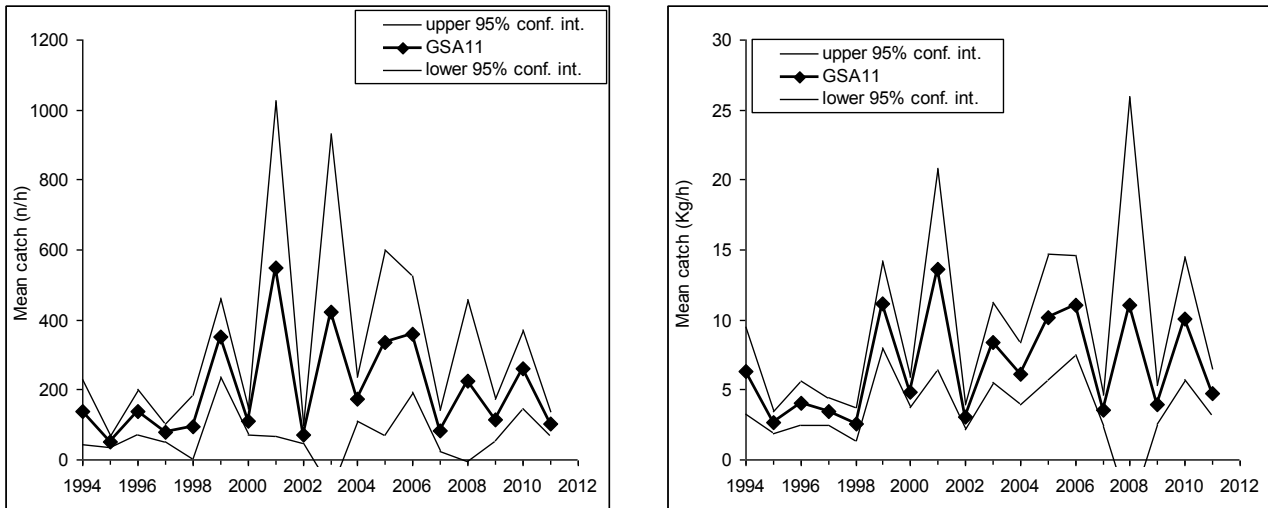 upper 95% conf. int.
GSA11
lower 95% conf. int.
Mean catch (n/h)
1200
1000
800
600
400
200
0
1994 1996 1998 2000 2002 2004 2006 2008 2010 2012
upper 95% conf. int.
GSA11
lower 95% conf. int.
Mean catch (Kg/h)
30
25
20
15
10
5
0
1994 1996 1998 2000 2002 2004 2006 2008 2010 2012